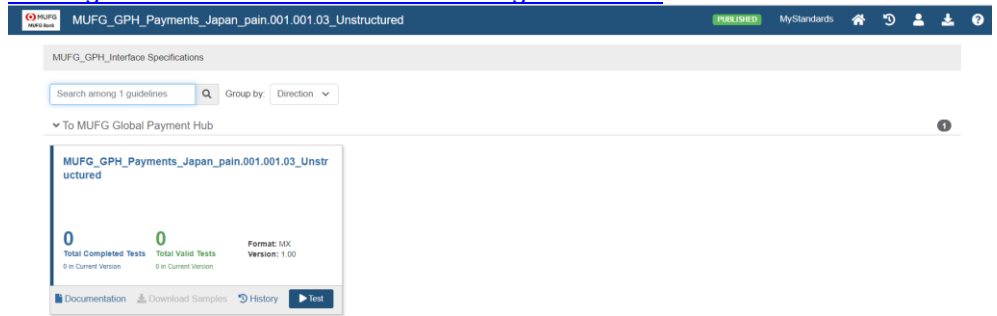 MUFG
MUFG Bank
MUFG_GPH_Payments_Japan_pain.001.001.03_Unstructured
PUBLISHED
MyStandards
MUFG_GPH_Interface Specifications
Search among 1 guidelines
Group by: Direction
To MUFG Global Payment Hub
1
MUFG_GPH_Payments_Japan_pain.001.001.03_Unstr
uctured
0
Total Completed Tests
0 in Current Version
0
Total Valid Tests
0 in Current Version
Format: MX
Version: 1.00
Documentation
Download Samples
History
Test